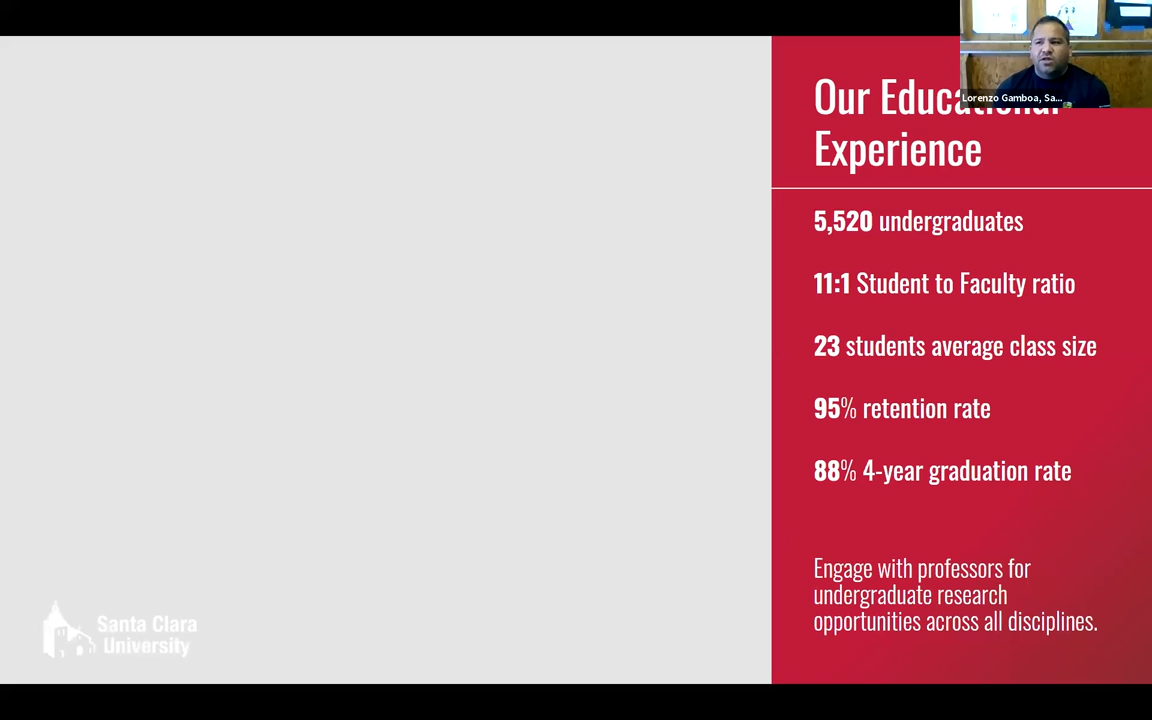 Lorenzo Gamboa, Sa...
Our Educational
Experience
5,520 undergraduates
11:1 Student to Faculty ratio
23 students average class size
95% retention rate
88% 4-year graduation rate
Engage with professors for
undergraduate research
opportunities across all disciplines.
Santa Clara
University